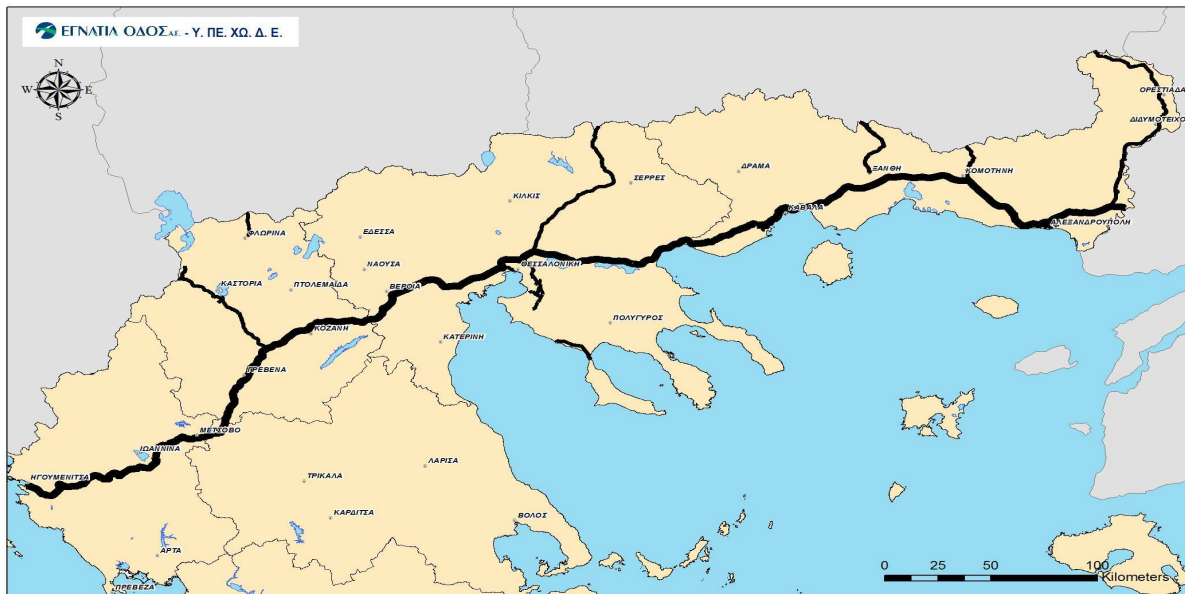 ΕΓΝΑΤΙΑ ΟΔΟΣ Α.Ε. - Υ. ΠΕ. ΧΩ. Δ. Ε.
N
W E
S
ΟΡΕΣΤΙΑΔΑ
ΔΙΔΥΜΟΤΕΙΧΟ
ΔΡΑΜΑ
ΞΑΝΘΗ
ΚΟΜΟΤΗΝΗ
ΣΕΡΡΕΣ
ΚΙΛΚΙΣ
ΚΑΒΑΛΑ
ΑΛΕΞΑΝΔΡΟΥΠΟΛΗ
ΦΛΩΡΙΝΑ
ΕΔΕΣΣΑ
ΝΑΟΥΣΑ
ΘΕΣΣΑΛΟΝΙΚΗ
ΚΑΣΤΟΡΙΑ
ΠΤΟΛΕΜΑΪΔΑ
ΒΕΡΟΙΑ
ΠΟΛΥΓΥΡΟΣ
ΚΟΖΑΝΗ
ΚΑΤΕΡΙΝΗ
ΓΡΕΒΕΝΑ
ΜΕΤΣΟΒΟ
ΙΩΑΝΝΙΝΑ
ΛΑΡΙΣΑ
ΗΓΟΥΜΕΝΙΤΣΑ
ΤΡΙΚΑΛΑ
ΚΑΡΔΙΤΣΑ
ΒΟΛΟΣ
ΑΡΤΑ
ΠΡΕΒΕΖΑ
0 25 50 100
Kilometers